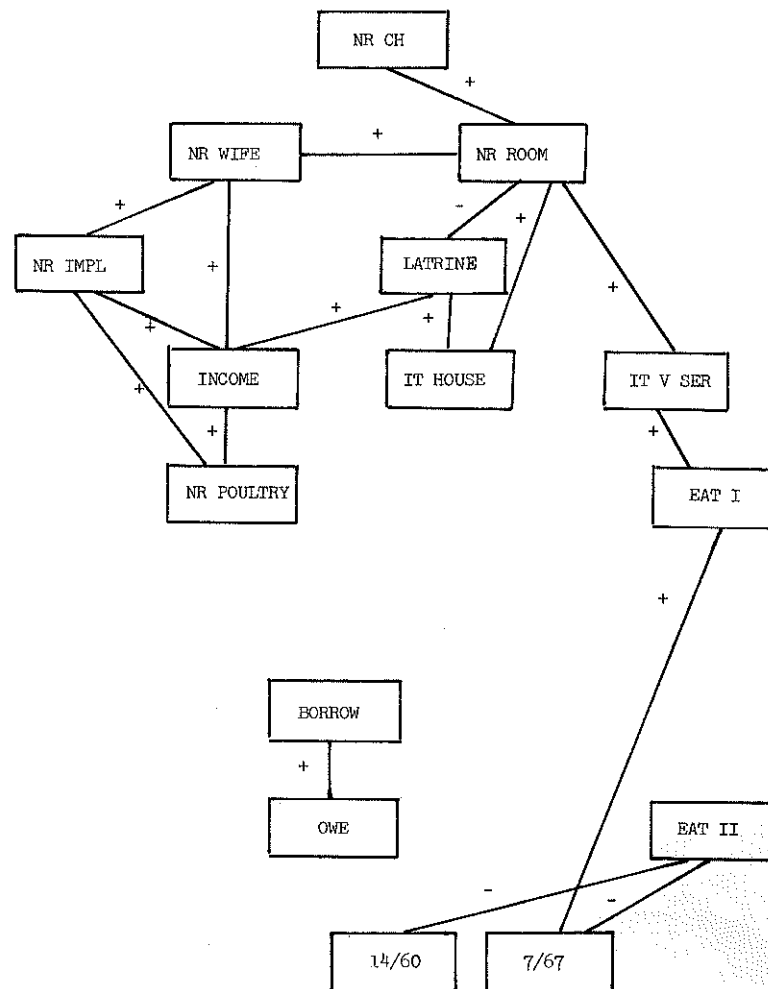 NR CH
+
NR WIFE
+
NR ROOM
+
-
+
NR IMPL
+
LATRINE
+
+
+
+
INCOME
IT HOUSE
IT V SER
+
+
+
NR POULTRY
EAT I
+
BORROW
+
OWE
EAT II
-
-
14/60
7/67